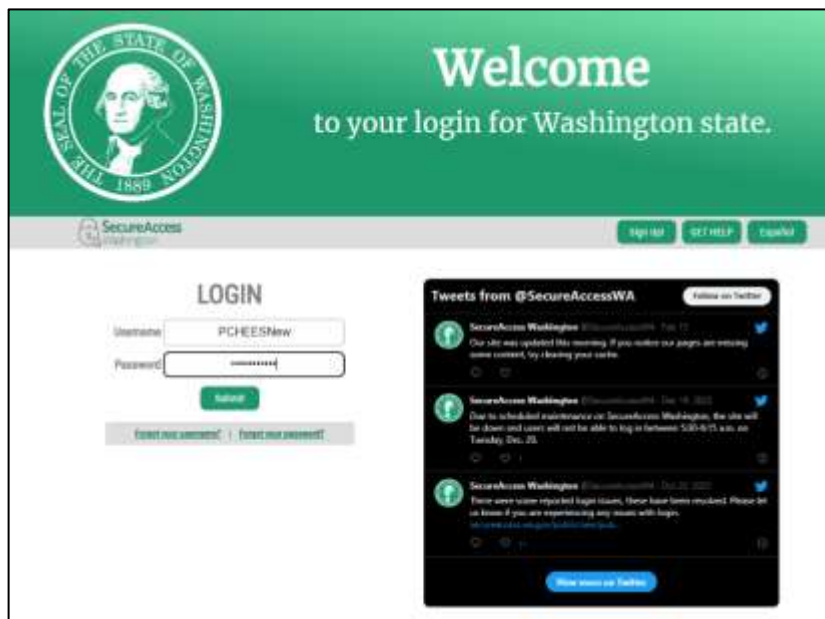 THE SEAL OF THE STATE OF WASHINGTON
1889
Welcome
to your login for Washington state.
SecureAccess
Washington
Sign Up!
GET HELP
Español
LOGIN
Username
PCHEESNew
Password
Submit
Forgot your username? | Forgot your password?
Tweets from @SecureAccessWA
Follow on Twitter
SecureAccess Washington
Our site was updated this morning. If you notice our pages are missing
some content, try clearing your cache.
SecureAccess Washington
Due to scheduled maintenance on SecureAccess Washington, the site will
be down and users will not be able to log in between 5:30-6:15 a.m. on
Tuesday, Dec. 20.
SecureAccess Washington
There were some reported login issues, these have been resolved. Please let
us know if you are experiencing any issues with login.
View more on Twitter